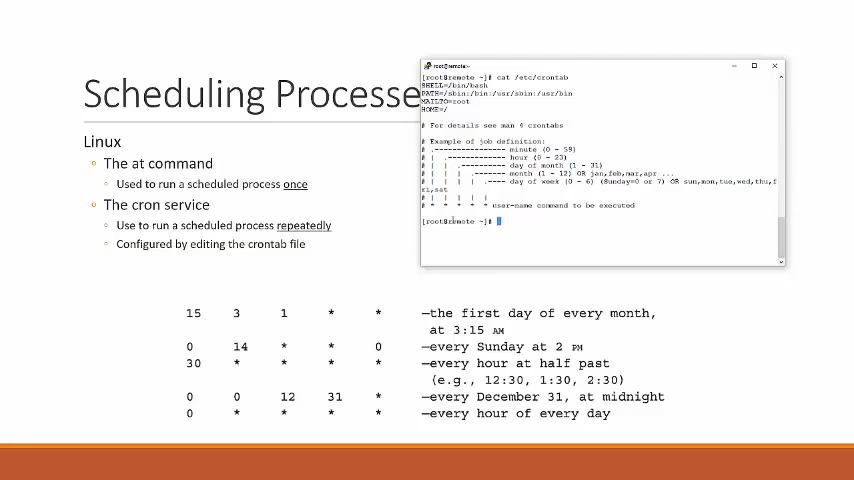 Scheduling Processe
Linux
The at command
Used to run a scheduled process once
The cron service
Use to run a scheduled process repeatedly
Configured by editing the crontab file
root@remote:~
[root@remote ~]# cat /etc/crontab
SHELL=/bin/bash
PATH=/sbin:/bin:/usr/sbin:/usr/bin
MAILTO=root
HOME=/
# For details see man 4 crontabs
# Example of job definition:
# .---------------- minute (0 - 59)
# | .------------- hour (0 - 23)
# | | .---------- day of month (1 - 31)
# | | | .------- month (1 - 12) OR jan,feb,mar,apr ...
# | | | | .---- day of week (0 - 6) (Sunday=0 or 7) OR sun,mon,tue,wed,thu,f
ri,sat
# | | | | |
# * * * * * user-name command to be executed
[root@remote ~]#
15 3 1 * * —the first day of every month,
at 3:15 AM
0 14 * * 0 —every Sunday at 2 PM
30 * * * * —every hour at half past
(e.g., 12:30, 1:30, 2:30)
0 0 12 31 * —every December 31, at midnight
0 * * * * —every hour of every day